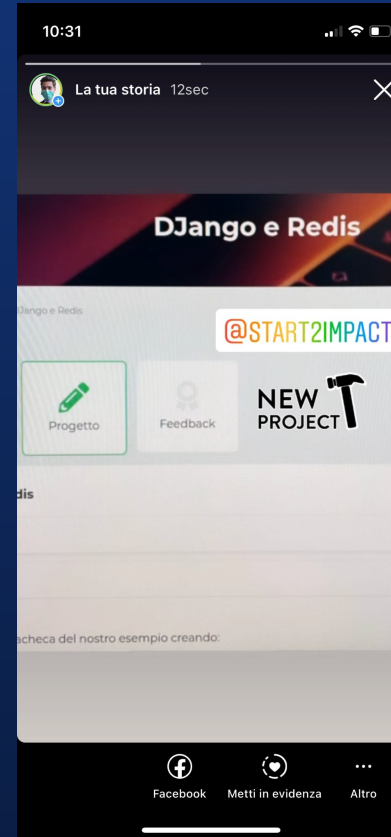 10:31
La tua storia 12sec
DJango e Redis
DJango e Redis
@START2IMPACT
Progetto
Feedback
NEW
PROJECT
dis
acheca del nostro esempio creando:
Facebook
Metti in evidenza
Altro